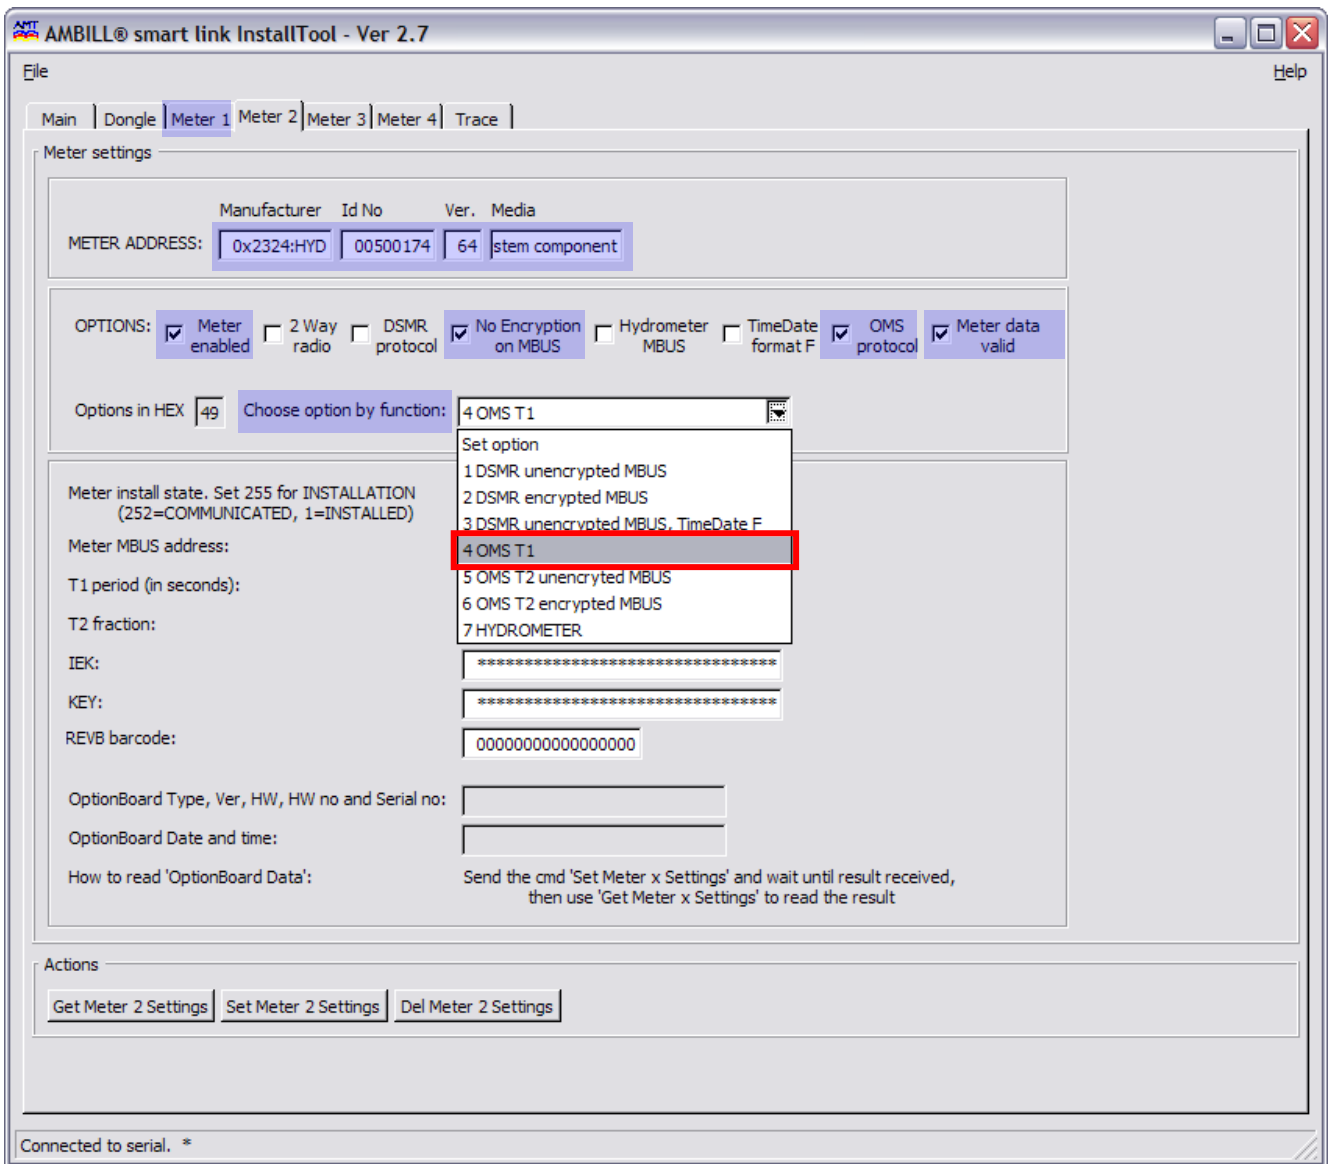 AMT
AMBILL® smart link InstallTool - Ver 2.7
File Help
Main Dongle Meter 1 Meter 2 Meter 3 Meter 4 Trace
Meter settings
Manufacturer Id No Ver. Media
METER ADDRESS: 0x2324:HYD 00500174 64 stem component
OPTIONS: Meter enabled 2 Way radio DSMR protocol No Encryption on MBUS Hydrometer MBUS TimeDate format F OMS protocol Meter data valid
Options in HEX 49 Choose option by function: 4 OMS T1
Set option
1 DSMR unencrypted MBUS
2 DSMR encrypted MBUS
3 DSMR unencrypted MBUS, TimeDate F
4 OMS T1
5 OMS T2 unencryted MBUS
6 OMS T2 encrypted MBUS
7 HYDROMETER
Meter install state. Set 255 for INSTALLATION
(252=COMMUNICATED, 1=INSTALLED)
Meter MBUS address:
T1 period (in seconds):
T2 fraction:
IEK: ********************************
KEY: ********************************
REVB barcode: 00000000000000000
OptionBoard Type, Ver, HW, HW no and Serial no:
OptionBoard Date and time:
How to read 'OptionBoard Data': Send the cmd 'Set Meter x Settings' and wait until result received,
then use 'Get Meter x Settings' to read the result
Actions
Get Meter 2 Settings Set Meter 2 Settings Del Meter 2 Settings
Connected to serial. *